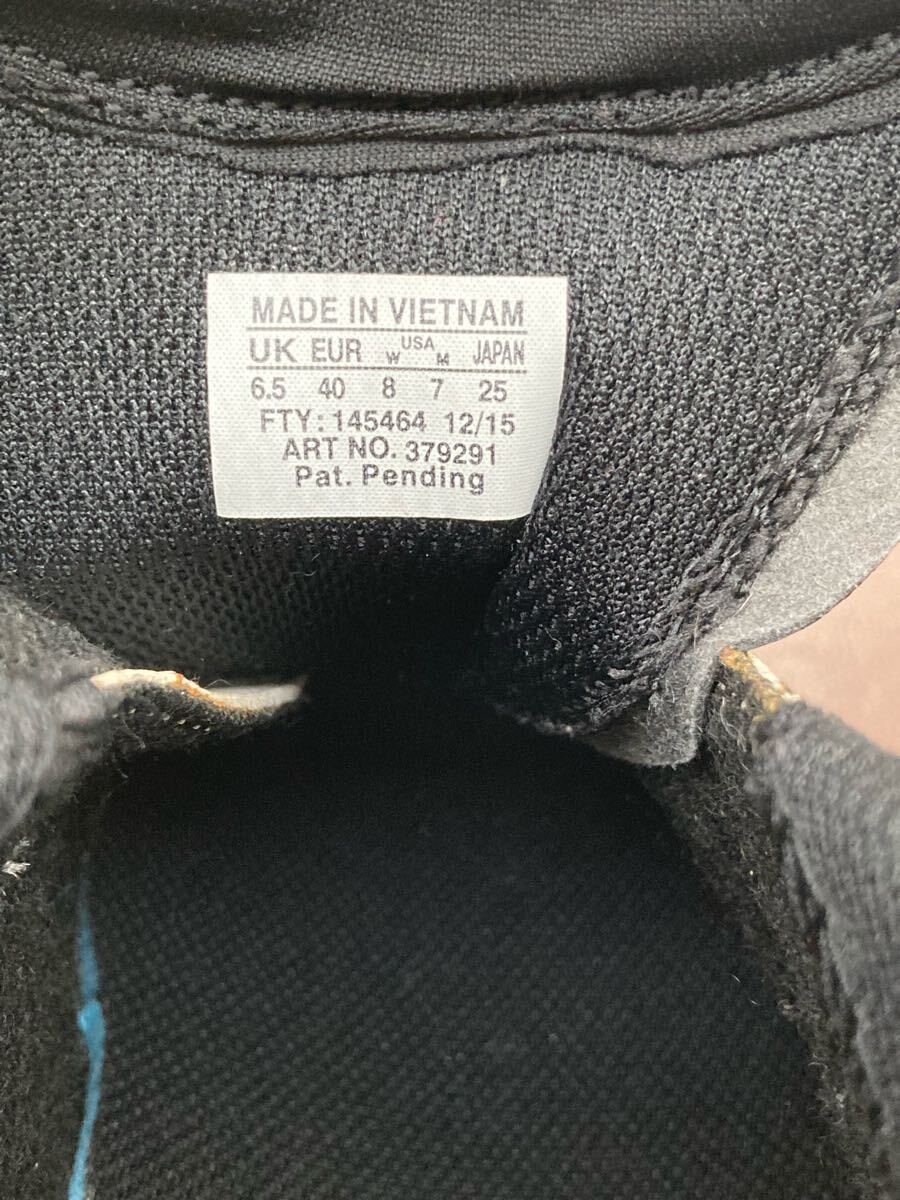 MADE IN VIETNAM
UK EUR W USA M JAPAN
6.5 40 8 7 25
FTY: 145464 12/15
ART NO. 379291
Pat. Pending